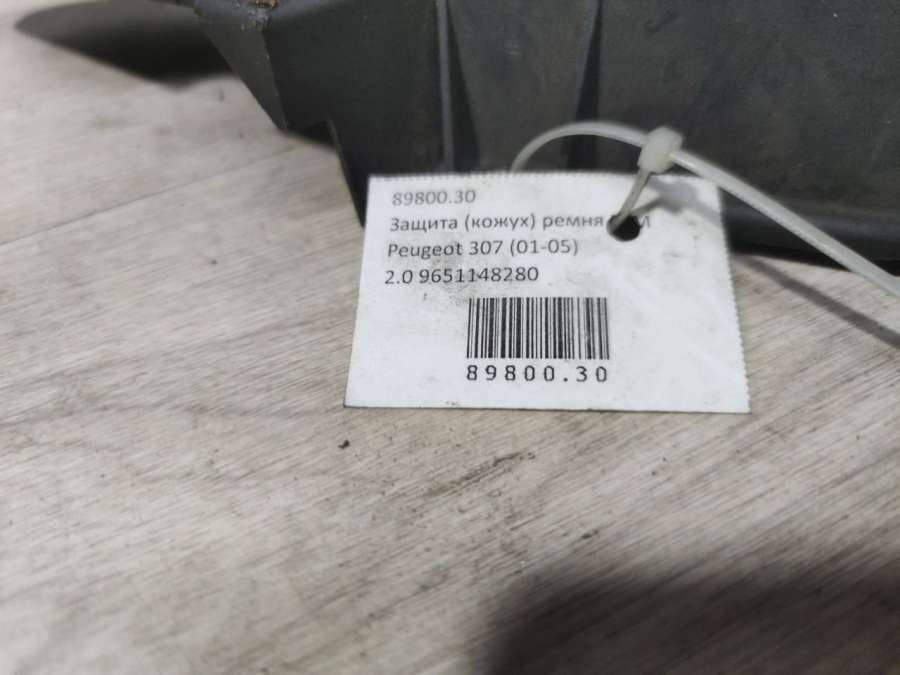 89800.30
Защита (кожух) ремня
Peugeot 307 (01-05)
2.0 9651148280
89800.30